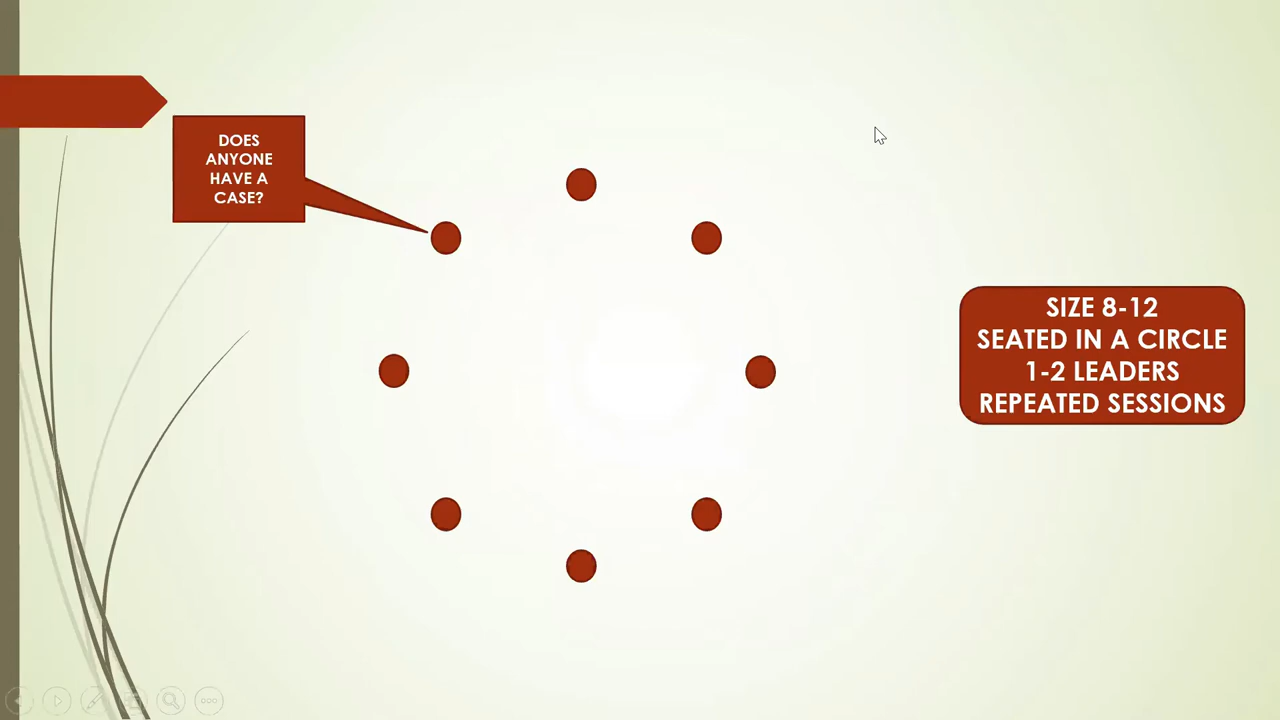 DOES
ANYONE
HAVE A
CASE?
SIZE 8-12
SEATED IN A CIRCLE
1-2 LEADERS
REPEATED SESSIONS